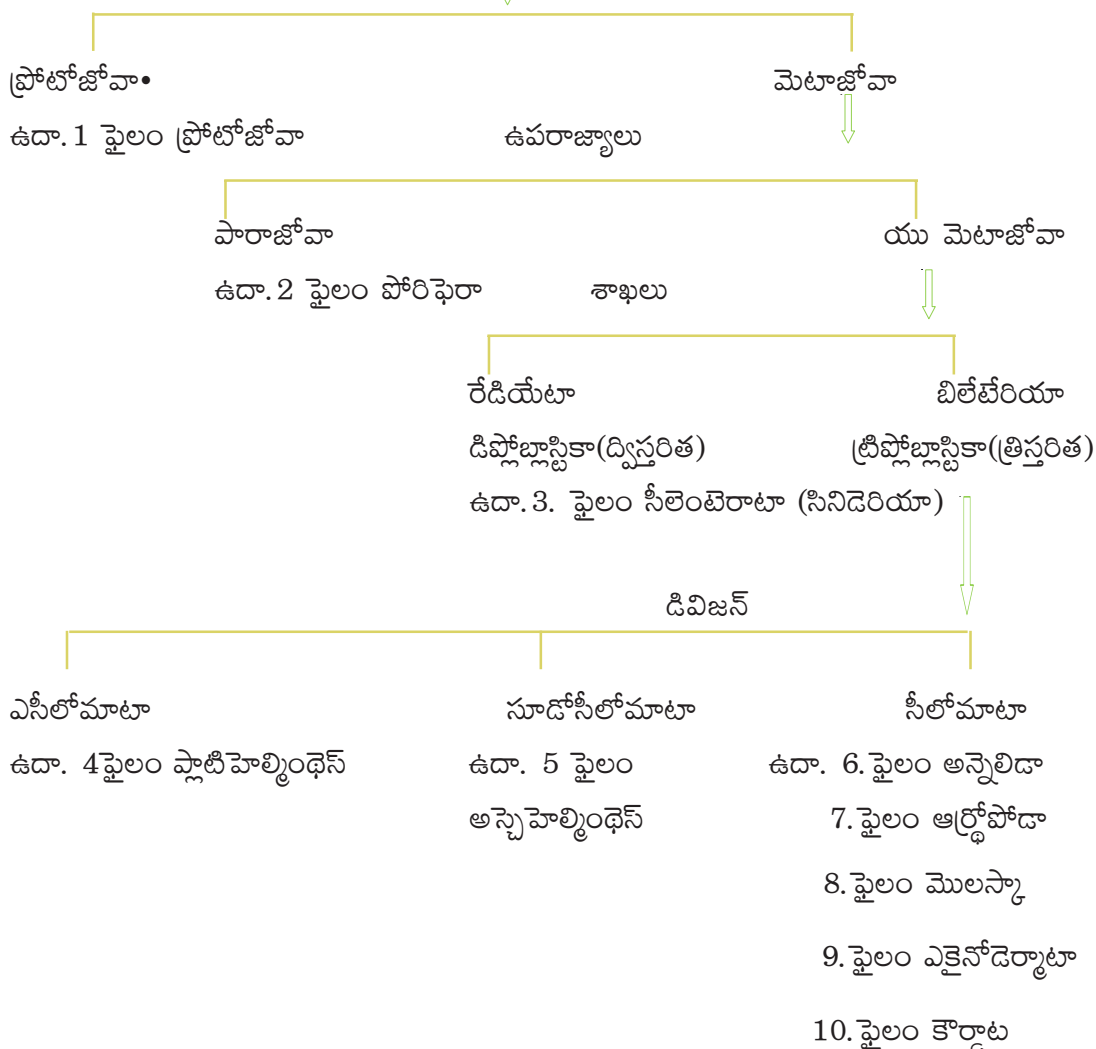 ప్రోటోజోవా• మెటాజోవా
ఉదా.1 ఫైలం ప్రోటోజోవా ఉపరాజ్యాలు
పారాజోవా యు మెటాజోవా
ఉదా.2 ఫైలం పోరిఫెరా శాఖలు
రేడియేటా బిలేటేరియా
డిప్లోబ్లాస్టికా(ద్విస్తరిత) ట్రిప్లోబ్లాస్టికా(త్రిస్తరిత)
ఉదా.3. ఫైలం సీలెంటెరాటా (సినిడెరియా)
డివిజన్
ఎసీలోమాటా సూడోసీలోమాటా సీలోమాటా
ఉదా. 4ఫైలం ప్లాటిహెల్మింథెస్ ఉదా. 5 ఫైలం ఉదా. 6.ఫైలం అన్నెలిడా
అస్చెహెల్మింథెస్ 7.ఫైలం ఆర్థ్రోపోడా
8.ఫైలం మొలస్కా
9.ఫైలం ఎకైనోడెర్మాటా
10.ఫైలం కౌర్డాట